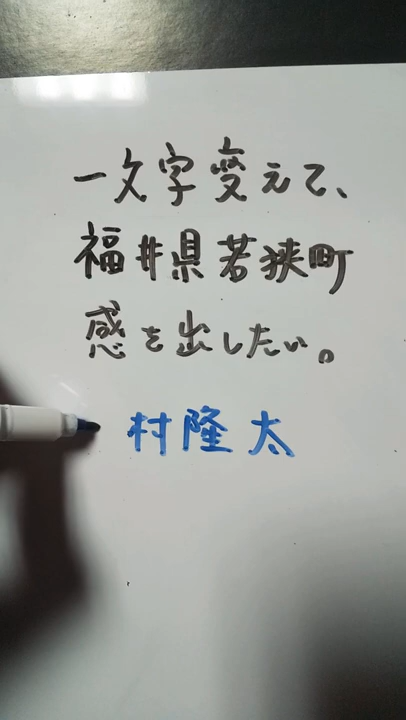 一文字変えて、
福井県若狭町
感を出したい。
村隆太